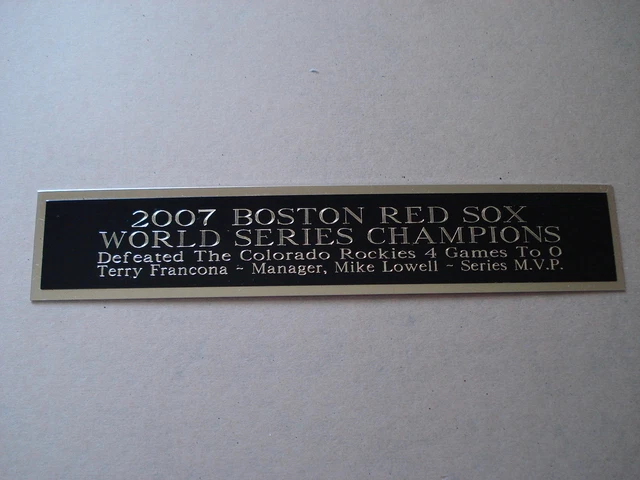 2007 BOSTON RED SOX
WORLD SERIES CHAMPIONS
Defeated The Colorado Rockies 4 Games To 0
Terry Francona ~ Manager, Mike Lowell ~ Series M.V.P.